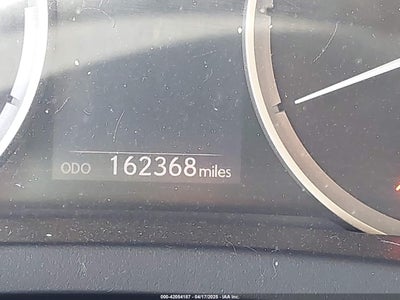 ODO 162368 miles
000-42054187 - 04/17/2025 - IAA Inc.